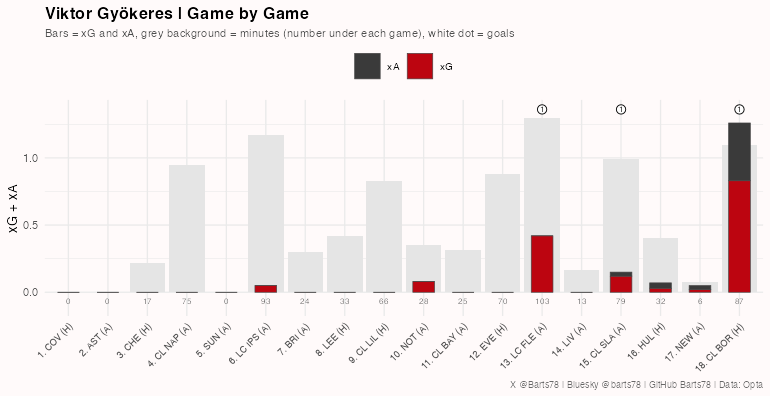 Viktor Gyökeres | Game by Game
Bars = xG and xA, grey background = minutes (number under each game), white dot = goals
xA xG
1 1 1
xG + xA
1.0
0.5
0.0
0 0 17 75 0 93 24 33 66 28 25 70 103 13 79 32 6 87
1. COV (H)
2. AST (A)
3. CHE (H)
4. CL NAP (A)
5. SUN (A)
6. LC IPS (A)
7. BRI (A)
8. LEE (H)
9. CL LIL (H)
10. NOT (A)
11. CL BAY (A)
12. EVE (H)
13. LC FLE (A)
14. LIV (A)
15. CL SLA (A)
16. HUL (H)
17. NEW (A)
18. CL BOR (H)
X @Barts78 | Bluesky @barts78 | GitHub Barts78 | Data: Opta